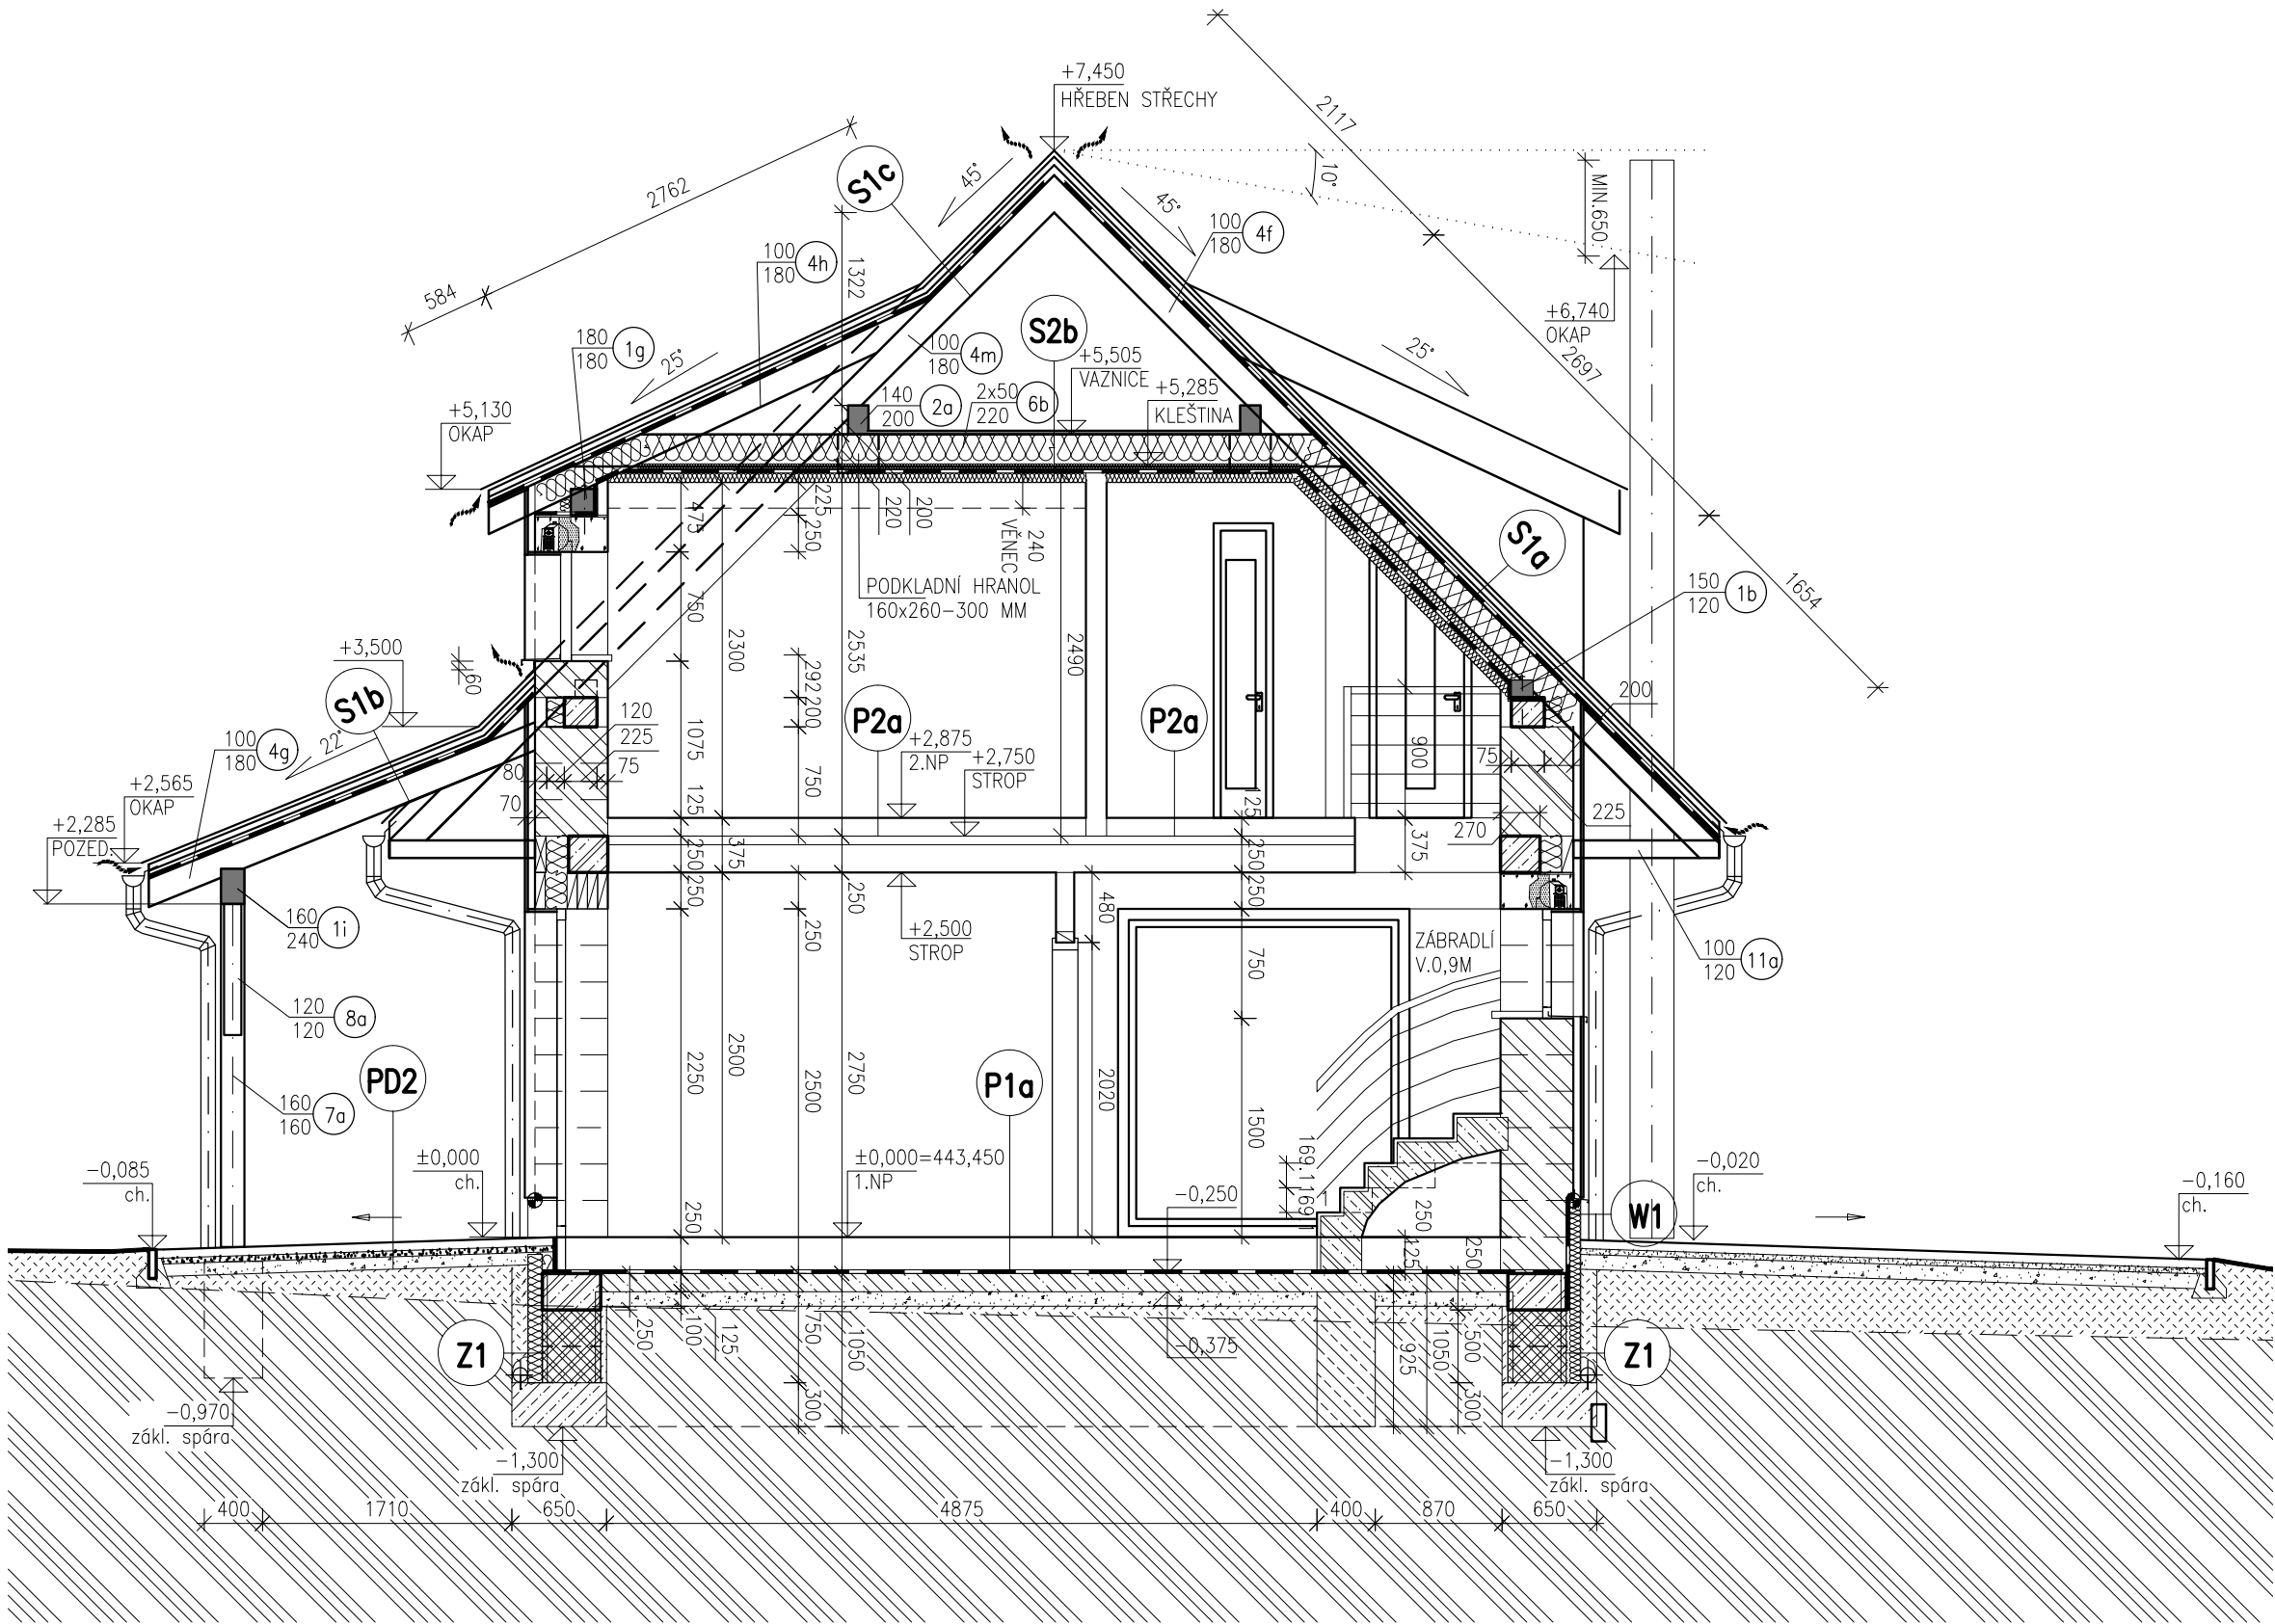 +7,450
HŘEBEN STŘECHY
2117
10°
MIN.650
45°
45°
S1c
2762
584
100
180
4h
1322
100
180
4f
+6,740
OKAP
2697
180
180
1g
25°
100
180
4m
S2b
+5,505
VAZNICE
25°
+5,285
KLEŠTINA
140
200
2a
2x50
220
6b
+5,130
OKAP
225
250
475
220
200
240
VĚNEC
S1a
PODKLADNÍ HRANOL
160x260–300 MM
150
120
1b
1654
750
2300
2535
2490
+3,500
60
S1b
292
200
200
120
225
P2a
P2a
100
180
4g
22°
+2,875
2.NP
+2,750
STROP
1075
750
900
75
80
75
+2,565
OKAP
70
125
125
225
270
+2,285
POZED.
250
375
250
375
250
250
250
480
160
240
1i
250
+2,500
STROP
750
ZÁBRADLÍ
V.0,9M
100
120
11a
120
120
8a
PD2
2250
2500
2500
2750
P1a
2020
160
160
7a
1500
169.1
169.1
–0,085
ch.
±0,000
ch.
±0,000=443,450
1.NP
–0,250
–0,020
ch.
–0,160
ch.
W1
250
250
125
250
Z1
250
100
125
750
1050
–0,375
925
1050
500
Z1
300
300
–0,970
zákl. spára
–1,300
zákl. spára
–1,300
zákl. spára
400
1710
650
4875
400
870
650